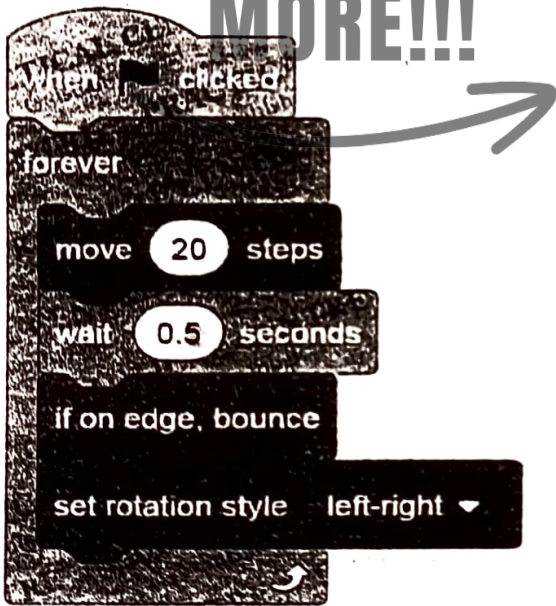 MORE!!!
when clicked
forever
move 20 steps
wait 0.5 seconds
if on edge, bounce
set rotation style left-right